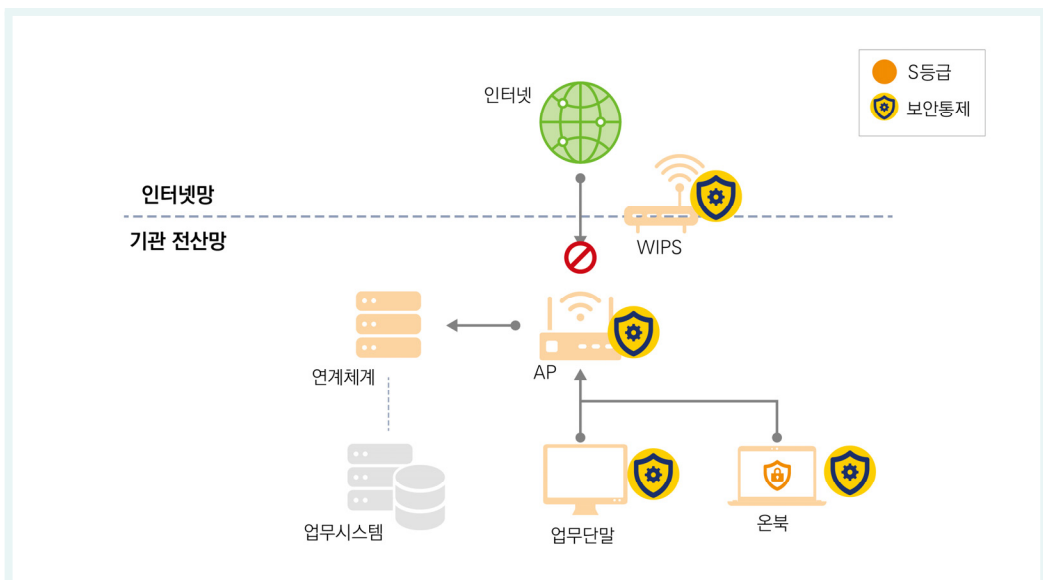 S등급
보안통제
인터넷
인터넷망
기관 전산망
WIPS
연계체계
AP
업무시스템
업무단말
온북